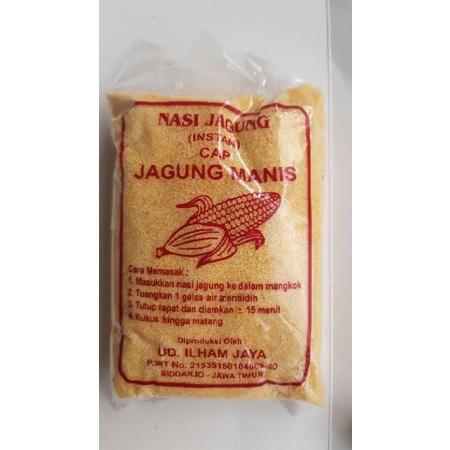 NASI JAGUNG
(INSTAN)
CAP
JAGUNG MANIS
Cara Memasak :
1. Masukkan nasi jagung ke dalam mangkok
2. Tuangkan 1 gelas air mendidih
3. Tutup rapat dan diamkan ± 15 menit
4. Kukus hingga matang
Diproduksi Oleh
UD. ILHAM JAYA
P.IRT No.
SIDOARJO - JAWA TIMUR